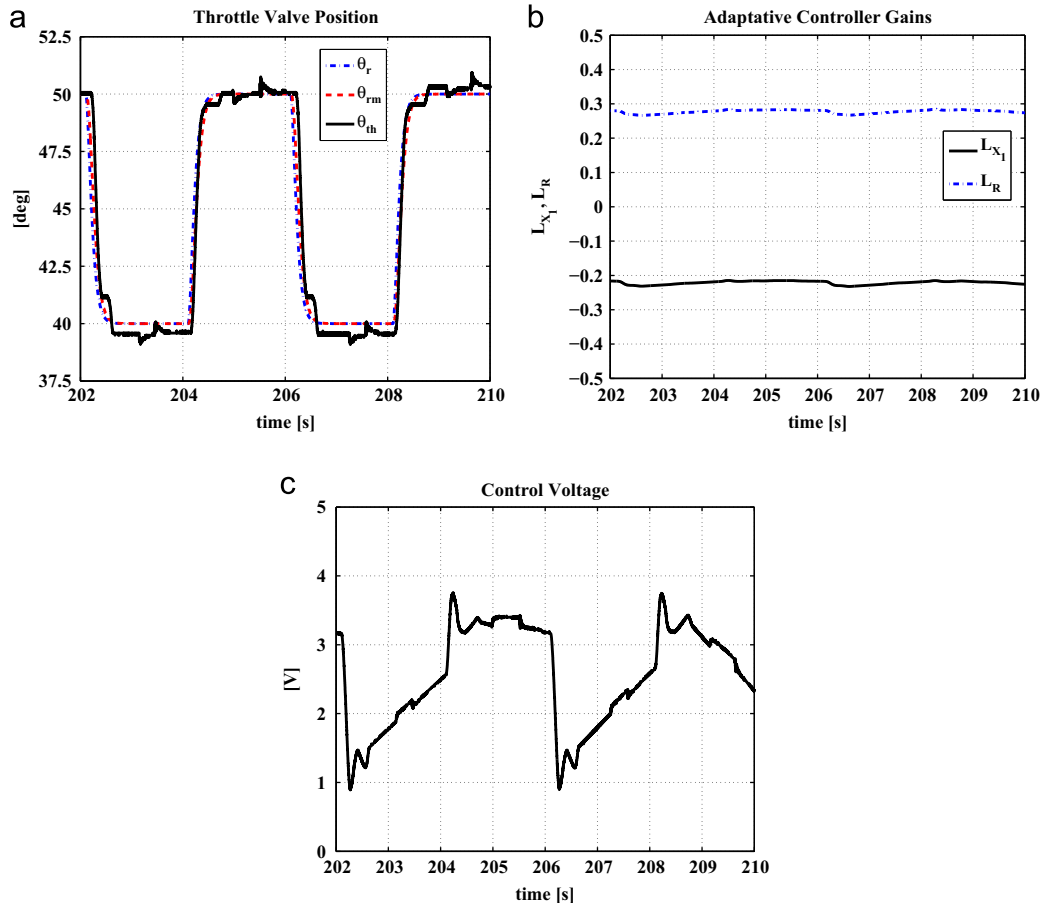 a
Throttle Valve Position
52.5
50
47.5
45
42.5
40
37.5
[deg]
202
204
206
208
210
time [s]
θr
θrm
θth
b
Adaptative Controller Gains
0.5
0.4
0.3
0.2
0.1
0
−0.1
−0.2
−0.3
−0.4
−0.5
LX1, LR
202
203
204
205
206
207
208
209
210
time [s]
LX1
LR
c
Control Voltage
5
4
3
2
1
0
[V]
202
203
204
205
206
207
208
209
210
time [s]